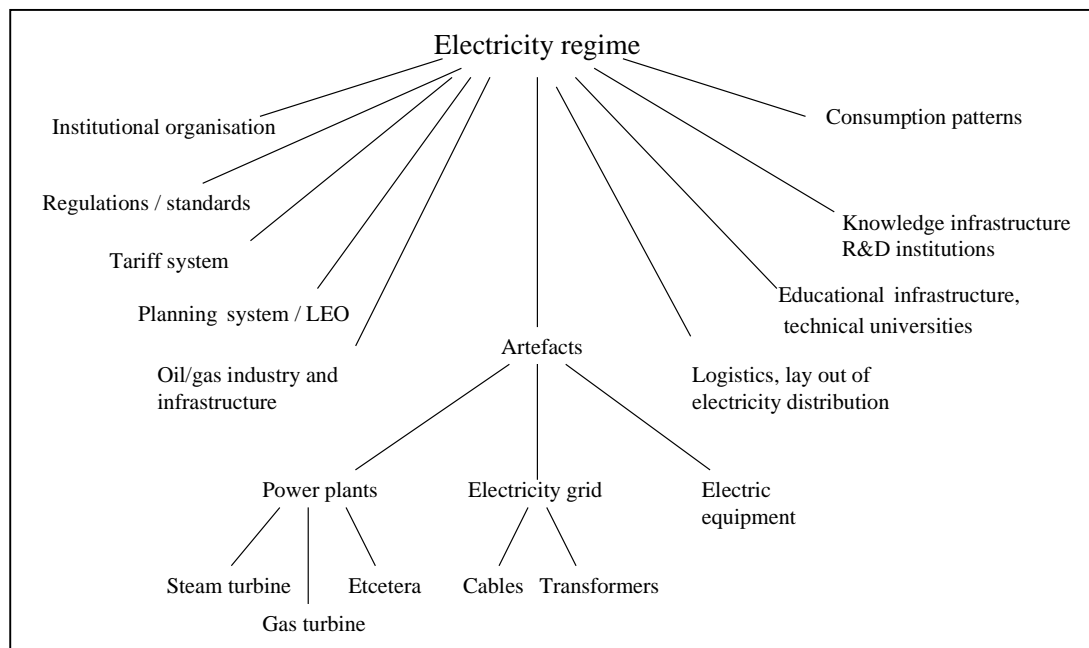 Electricity regime
Institutional organisation
Consumption patterns
Regulations / standards
Knowledge infrastructure
R&D institutions
Tariff system
Educational infrastructure,
technical universities
Planning system / LEO
Artefacts
Oil/gas industry and
infrastructure
Logistics, lay out of
electricity distribution
Power plants
Electricity grid
Electric
equipment
Steam turbine
Etcetera
Cables
Transformers
Gas turbine